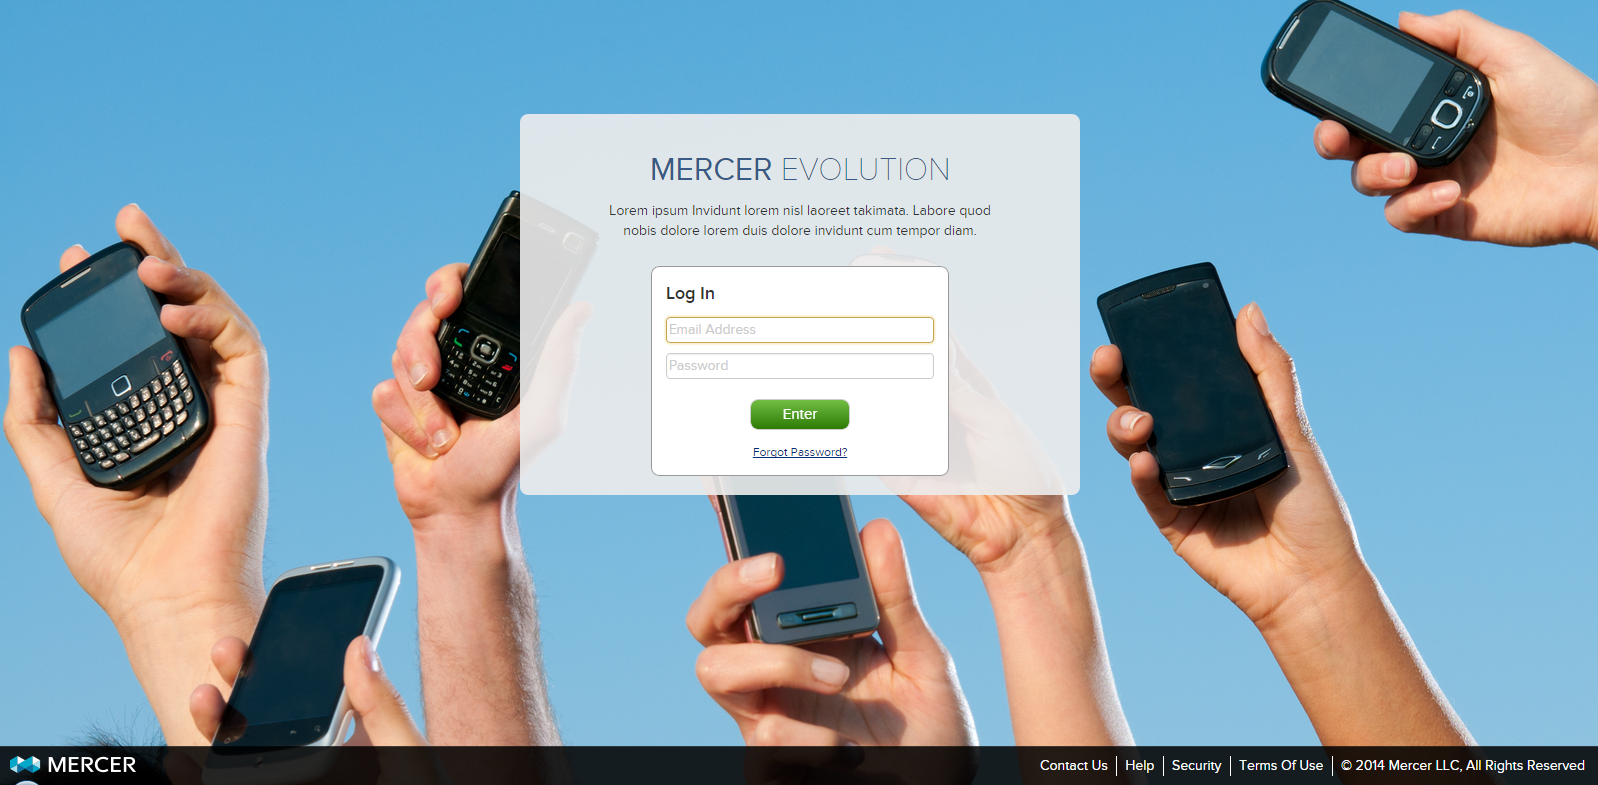 MERCER EVOLUTION
Lorem ipsum Invidunt lorem nisl laoreet takimata. Labore quod
nobis dolore lorem duis dolore invidunt cum tempor diam.
Log In
Email Address
Password
Enter
Forgot Password?
MERCER
Contact Us | Help | Security | Terms Of Use | © 2014 Mercer LLC, All Rights Reserved